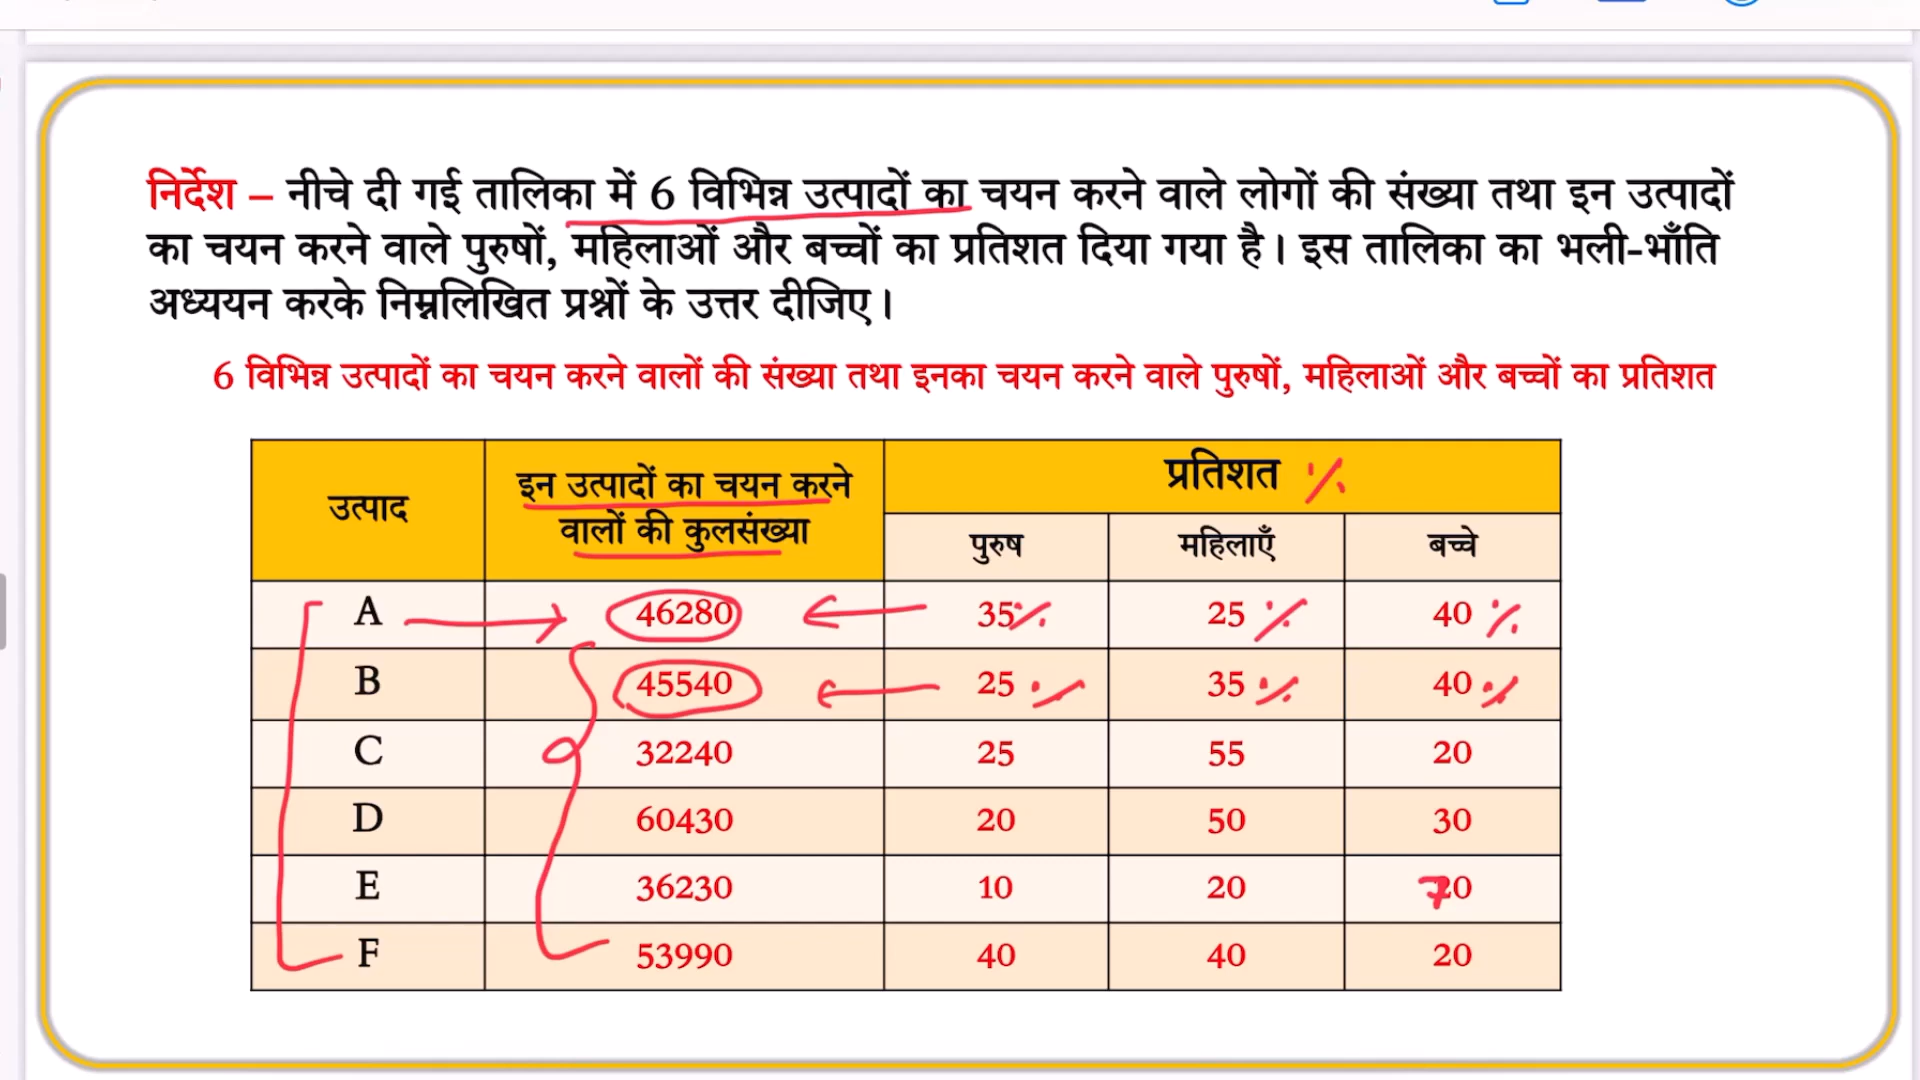 निर्देश – नीचे दी गई तालिका में 6 विभिन्न उत्पादों का चयन करने वाले लोगों की संख्या तथा इन उत्पादों
का चयन करने वाले पुरुषों, महिलाओं और बच्चों का प्रतिशत दिया गया है। इस तालिका का भली-भाँति
अध्ययन करके निम्नलिखित प्रश्नों के उत्तर दीजिए।
6 विभिन्न उत्पादों का चयन करने वालों की संख्या तथा इनका चयन करने वाले पुरुषों, महिलाओं और बच्चों का प्रतिशत
उत्पाद
इन उत्पादों का चयन करने
वालों की कुलसंख्या
प्रतिशत %
पुरुष महिलाएँ बच्चे
A 46280 35% 25% 40%
B 45540 25% 35% 40%
C 32240 25 55 20
D 60430 20 50 30
E 36230 10 20 70
F 53990 40 40 20